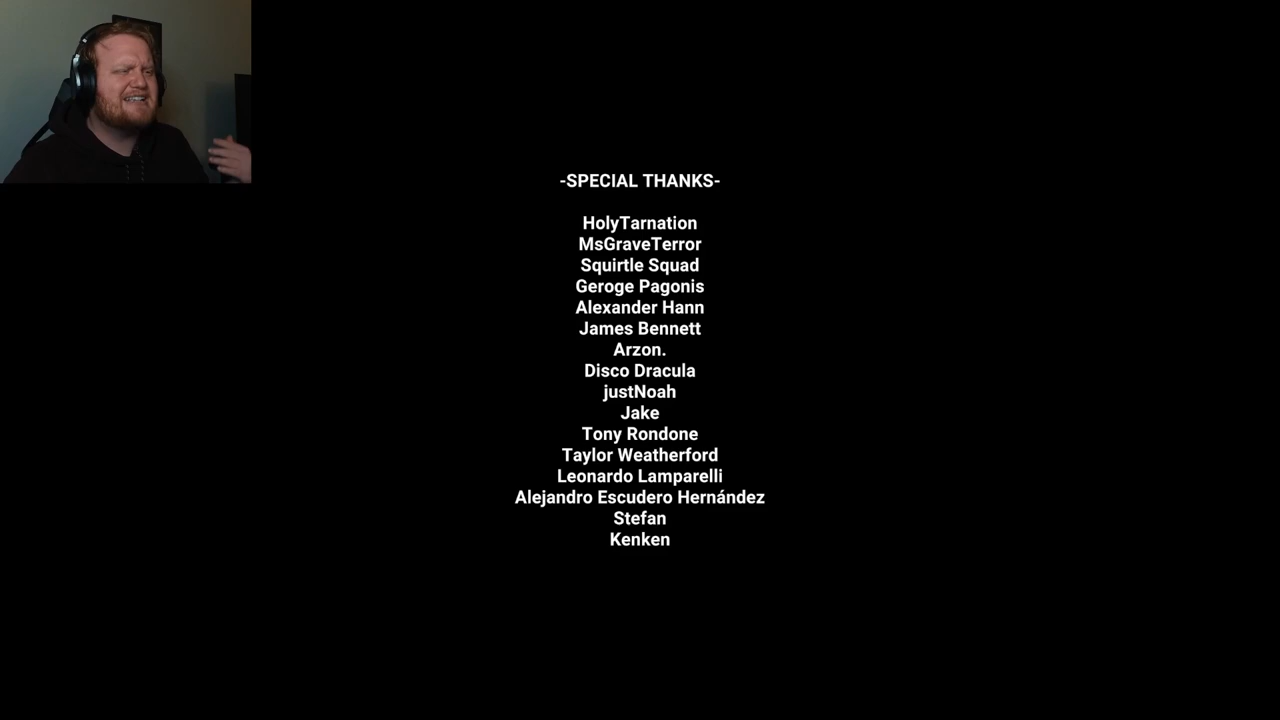 -SPECIAL THANKS-
HolyTarnation
MsGraveTerror
Squirtle Squad
Geroge Pagonis
Alexander Hann
James Bennett
Arzon.
Disco Dracula
justNoah
Jake
Tony Rondone
Taylor Weatherford
Leonardo Lamparelli
Alejandro Escudero Hernández
Stefan
Kenken